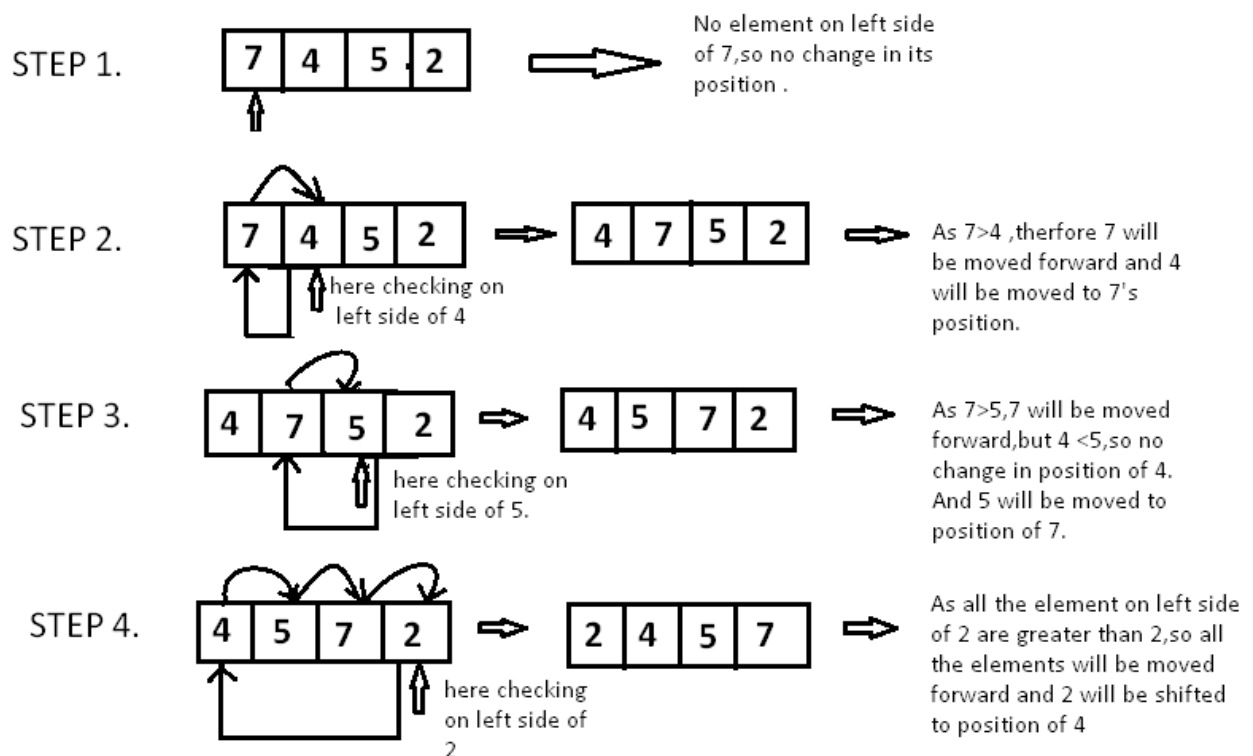 STEP 1.
7 4 5 2
No element on left side
of 7,so no change in its
position .
STEP 2.
7 4 5 2
here checking on
left side of 4
4 7 5 2
As 7>4 ,therfore 7 will
be moved forward and 4
will be moved to 7's
position.
STEP 3.
4 7 5 2
here checking on
left side of 5.
4 5 7 2
As 7>5,7 will be moved
forward,but 4 <5,so no
change in position of 4.
And 5 will be moved to
position of 7.
STEP 4.
4 5 7 2
here checking
on left side of
2
2 4 5 7
As all the element on left side
of 2 are greater than 2,so all
the elements will be moved
forward and 2 will be shifted
to position of 4